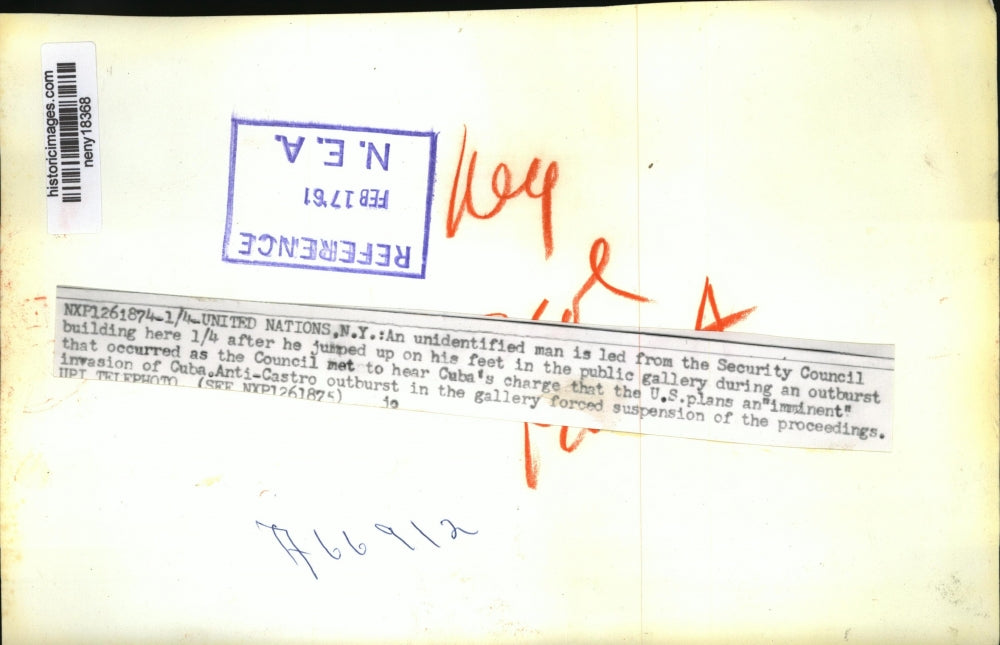 historicimages.com
neny18368
REFERENCE
FEB 17'61
N. E. A.
NXP1261874-1/4-UNITED NATIONS,N.Y.:An unidentified man is led from the Security Council
building here 1/4 after he jumped up on his feet in the public gallery during an outburst
that occurred as the Council met to hear Cuba's charge that the U.S.plans an"imminent"
invasion of Cuba.Anti-Castro outburst in the gallery forced suspension of the proceedings.
UPI TELEPHOTO (SEE NXP1261875) jo
A66912